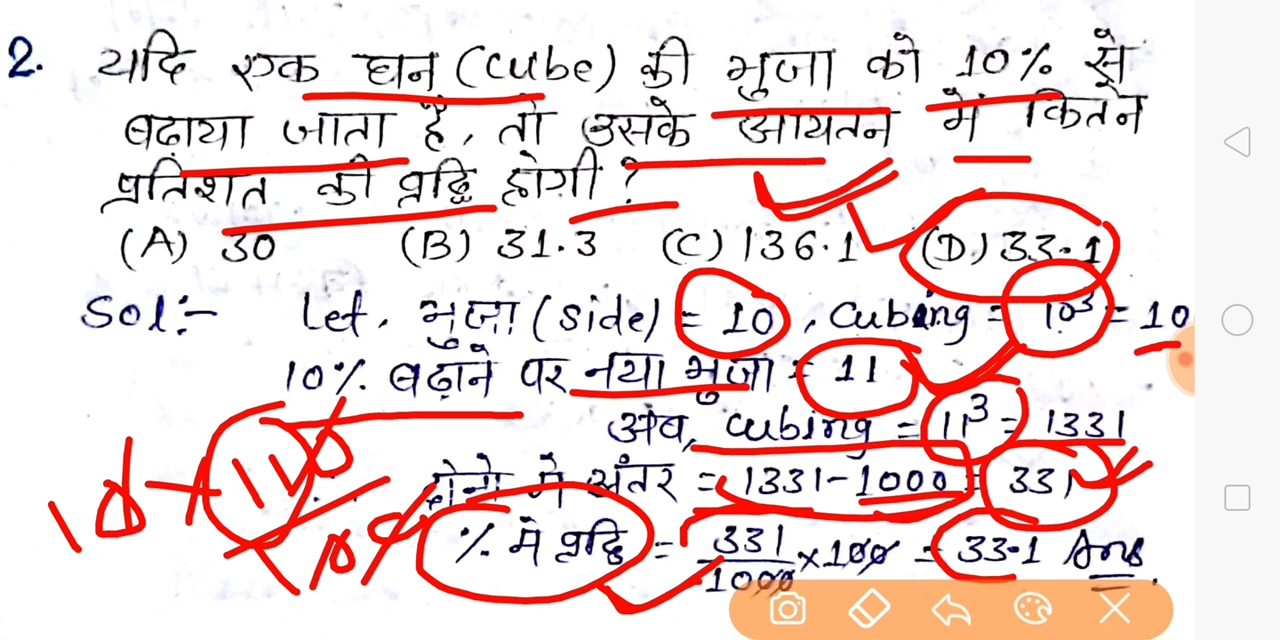 2. यदि एक घन (cube) की भुजा को 10% से
बढ़ाया जाता है, तो उसके आयतन में कितने
प्रतिशत की वृद्धि होगी ?
(A) 30 (B) 31.3 (C) 136.1 (D) 33.1
Sol:- Let, भुजा (side) = 10, Cubing = 10³ = 10
10% बढ़ाने पर नया भुजा = 11
अब, cubing = 11³ = 1331
दोनो मे अंतर = 1331-1000 = 331
% मे वृद्धि = 331/1000 × 100 = 33.1 Ans.